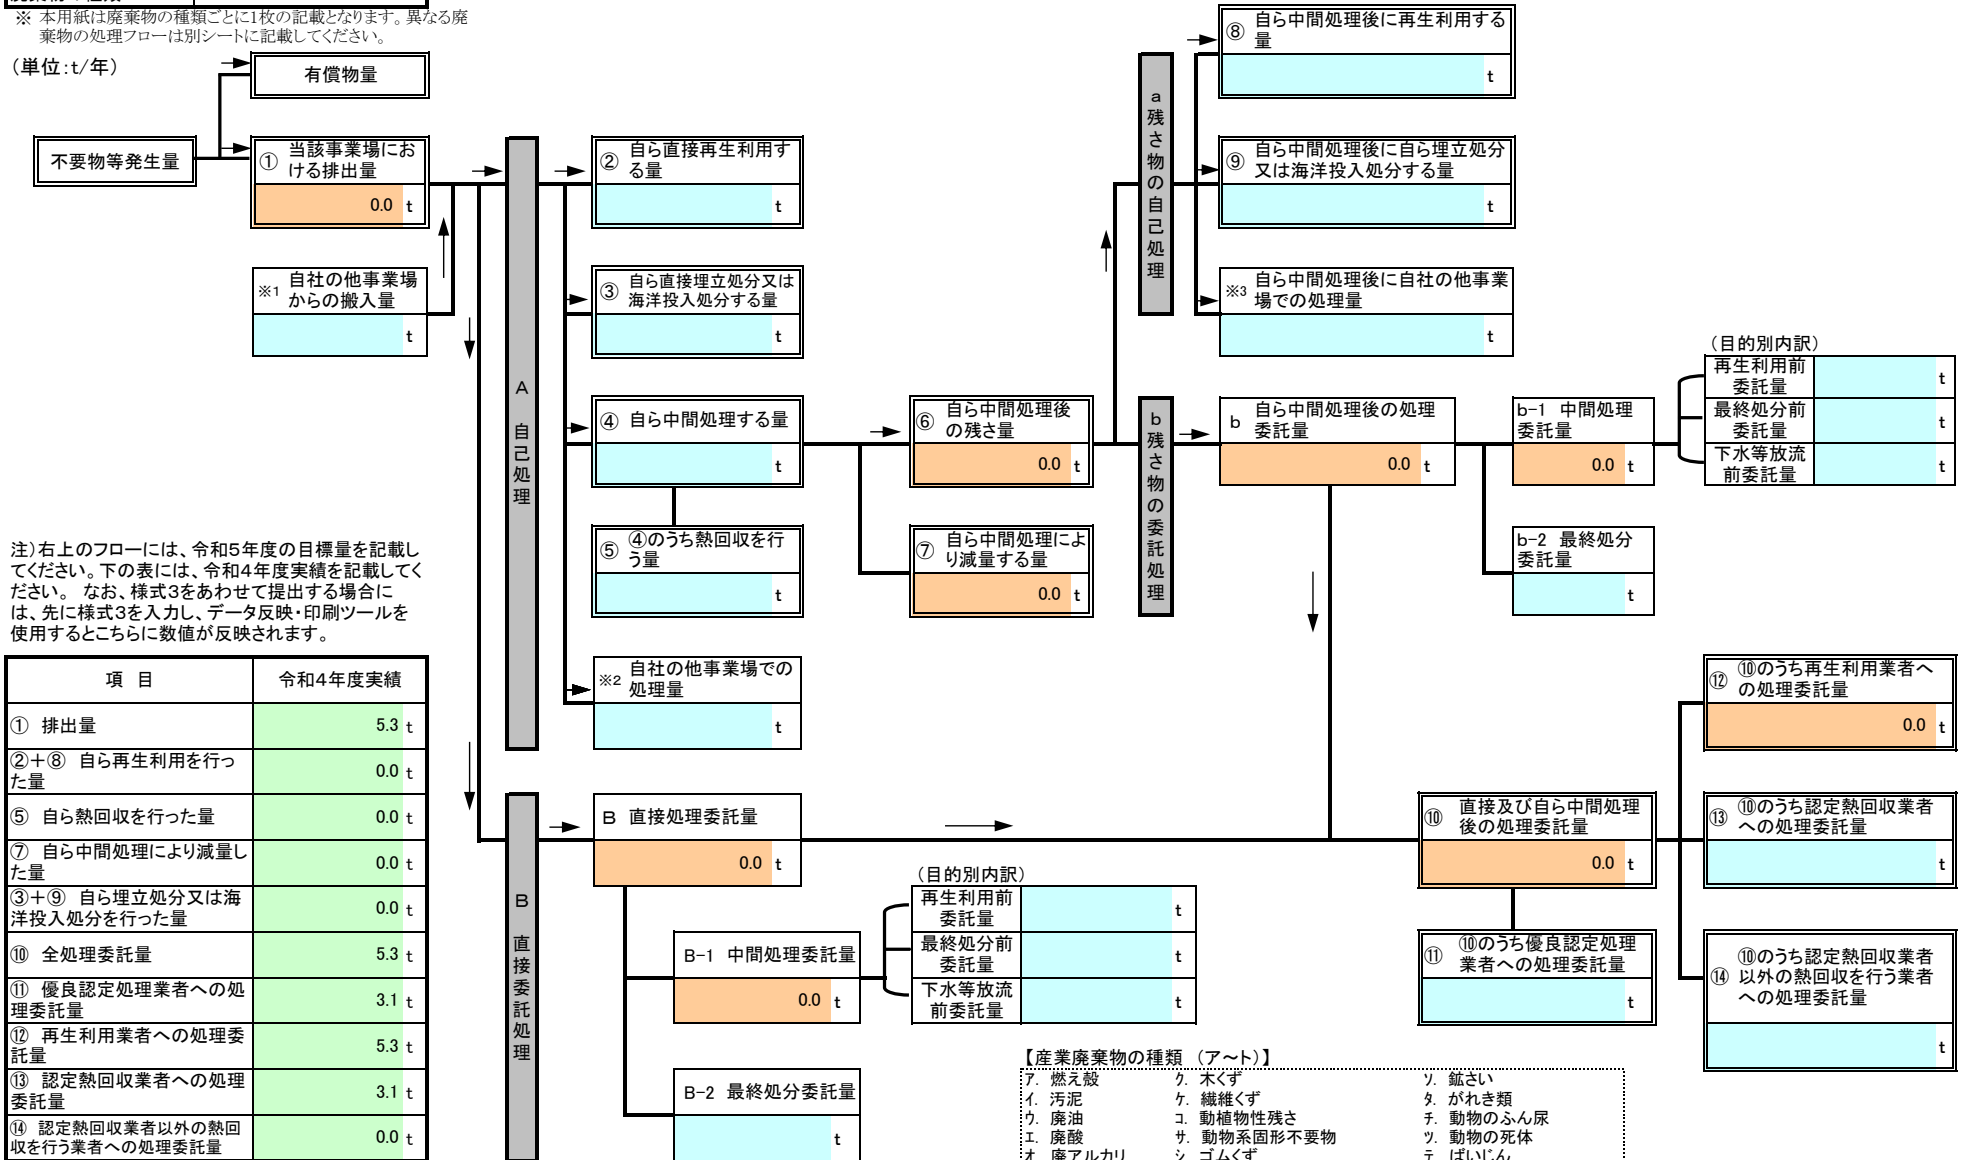 ※ 本用紙は廃棄物の種類ごとに1枚の記載となります。異なる廃
棄物の処理フローは別シートに記載してください。
(単位:t/年)
有償物量
不要物等発生量
① 当該事業場にお
ける排出量
0.0 t
※1 自社の他事業場
からの搬入量
t
A 自己処理
② 自ら直接再生利用す
る量
t
③ 自ら直接埋立処分又は
海洋投入処分する量
t
④ 自ら中間処理する量
t
⑤ ④のうち熱回収を行
う量
t
※2 自社の他事業場での
処理量
t
⑥ 自ら中間処理後
の残さ量
0.0 t
⑦ 自ら中間処理によ
り減量する量
0.0 t
a 残さ物の自己処理
⑧ 自ら中間処理後に再生利用する
量
t
⑨ 自ら中間処理後に自ら埋立処分
又は海洋投入処分する量
t
※3 自ら中間処理後に自社の他事業
場での処理量
t
b 残さ物の委託処理
b 自ら中間処理後の処理
委託量
0.0 t
b-1 中間処理
委託量
0.0 t
b-2 最終処分
委託量
t
(目的別内訳)
再生利用前
委託量
t
最終処分前
委託量
t
下水等放流
前委託量
t
注)右上のフローには、令和5年度の目標量を記載し
てください。下の表には、令和4年度実績を記載してく
ださい。 なお、様式3をあわせて提出する場合に
は、先に様式3を入力し、データ反映・印刷ツールを
使用するとこちらに数値が反映されます。
項 目 令和4年度実績
① 排出量 5.3 t
②+⑧ 自ら再生利用を行っ
た量 0.0 t
⑤ 自ら熱回収を行った量 0.0 t
⑦ 自ら中間処理により減量し
た量 0.0 t
③+⑨ 自ら埋立処分又は海
洋投入処分を行った量 0.0 t
⑩ 全処理委託量 5.3 t
⑪ 優良認定処理業者への処
理委託量 3.1 t
⑫ 再生利用業者への処理委
託量 5.3 t
⑬ 認定熱回収業者への処理
委託量 3.1 t
⑭ 認定熱回収業者以外の熱回
収を行う業者への処理委託量 0.0 t
B 直接委託処理
B 直接処理委託量
0.0 t
B-1 中間処理委託量
0.0 t
B-2 最終処分委託量
t
(目的別内訳)
再生利用前
委託量
t
最終処分前
委託量
t
下水等放流
前委託量
t
⑩ 直接及び自ら中間処理
後の処理委託量
0.0 t
⑪ ⑩のうち優良認定処理
業者への処理委託量
t
⑫ ⑩のうち再生利用業者へ
の処理委託量
0.0 t
⑬ ⑩のうち認定熱回収業者
への処理委託量
t
⑭ ⑩のうち認定熱回収業者
以外の熱回収を行う業者
への処理委託量
t
【産業廃棄物の種類 (ア~ト)】
ア. 燃え殻 ク. 木くず ソ. 鉱さい
イ. 汚泥 ケ. 繊維くず タ. がれき類
ウ. 廃油 コ. 動植物性残さ チ. 動物のふん尿
エ. 廃酸 サ. 動物系固形不要物 ツ. 動物の死体
オ. 廃アルカリ シ. ゴムくず テ. ばいじん